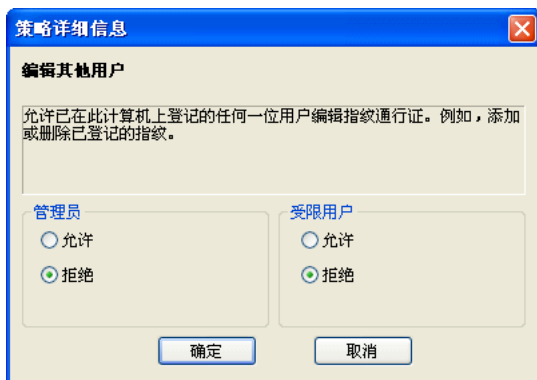 策略详细信息
编辑其他用户
允许已在此计算机上登记的任何一位用户编辑指纹通行证。例如，添加
或删除已登记的指纹。
管理员
受限用户
允许
允许
拒绝
拒绝
确定
取消